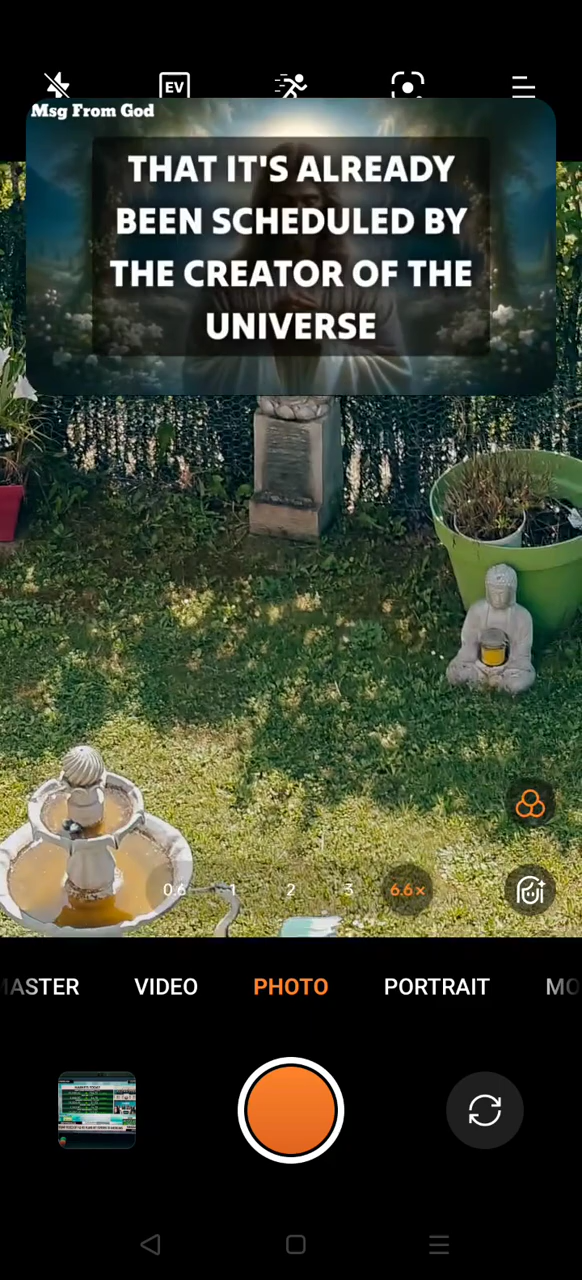 EV
Msg From God
THAT IT'S ALREADY
BEEN SCHEDULED BY
THE CREATOR OF THE
UNIVERSE
0.6 1 2 3 6.6×
MASTER VIDEO PHOTO PORTRAIT MO